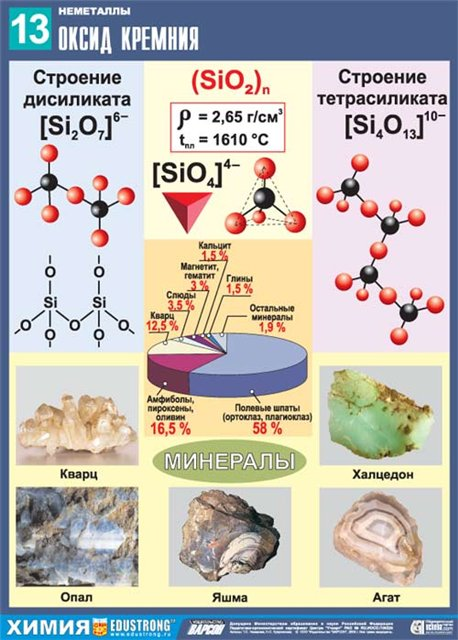 13
НЕМЕТАЛЛЫ
ОКСИД КРЕМНИЯ
Строение
дисиликата
[Si₂O₇]⁶⁻
(SiO₂)n
ρ = 2,65 г/см³
tпл = 1610 °C
[SiO₄]⁴⁻
Строение
тетрасиликата
[Si₄O₁₃]¹⁰⁻
O O
Si Si
O O O
O O
Кальцит
1,5 %
Магнетит,
гематит
3 %
Глины
1,5 %
Слюды
3,5 %
Кварц
12,5 %
Остальные
минералы
1,9 %
Амфиболы,
пироксены,
оливин
16,5 %
Полевые шпаты
(ортоклаз, плагиоклаз)
58 %
МИНЕРАЛЫ
Кварц
Халцедон
Опал
Яшма
Агат
ХИМИЯ
EDUSTRONG
EDUSTRONG.RU
ВАРСОН